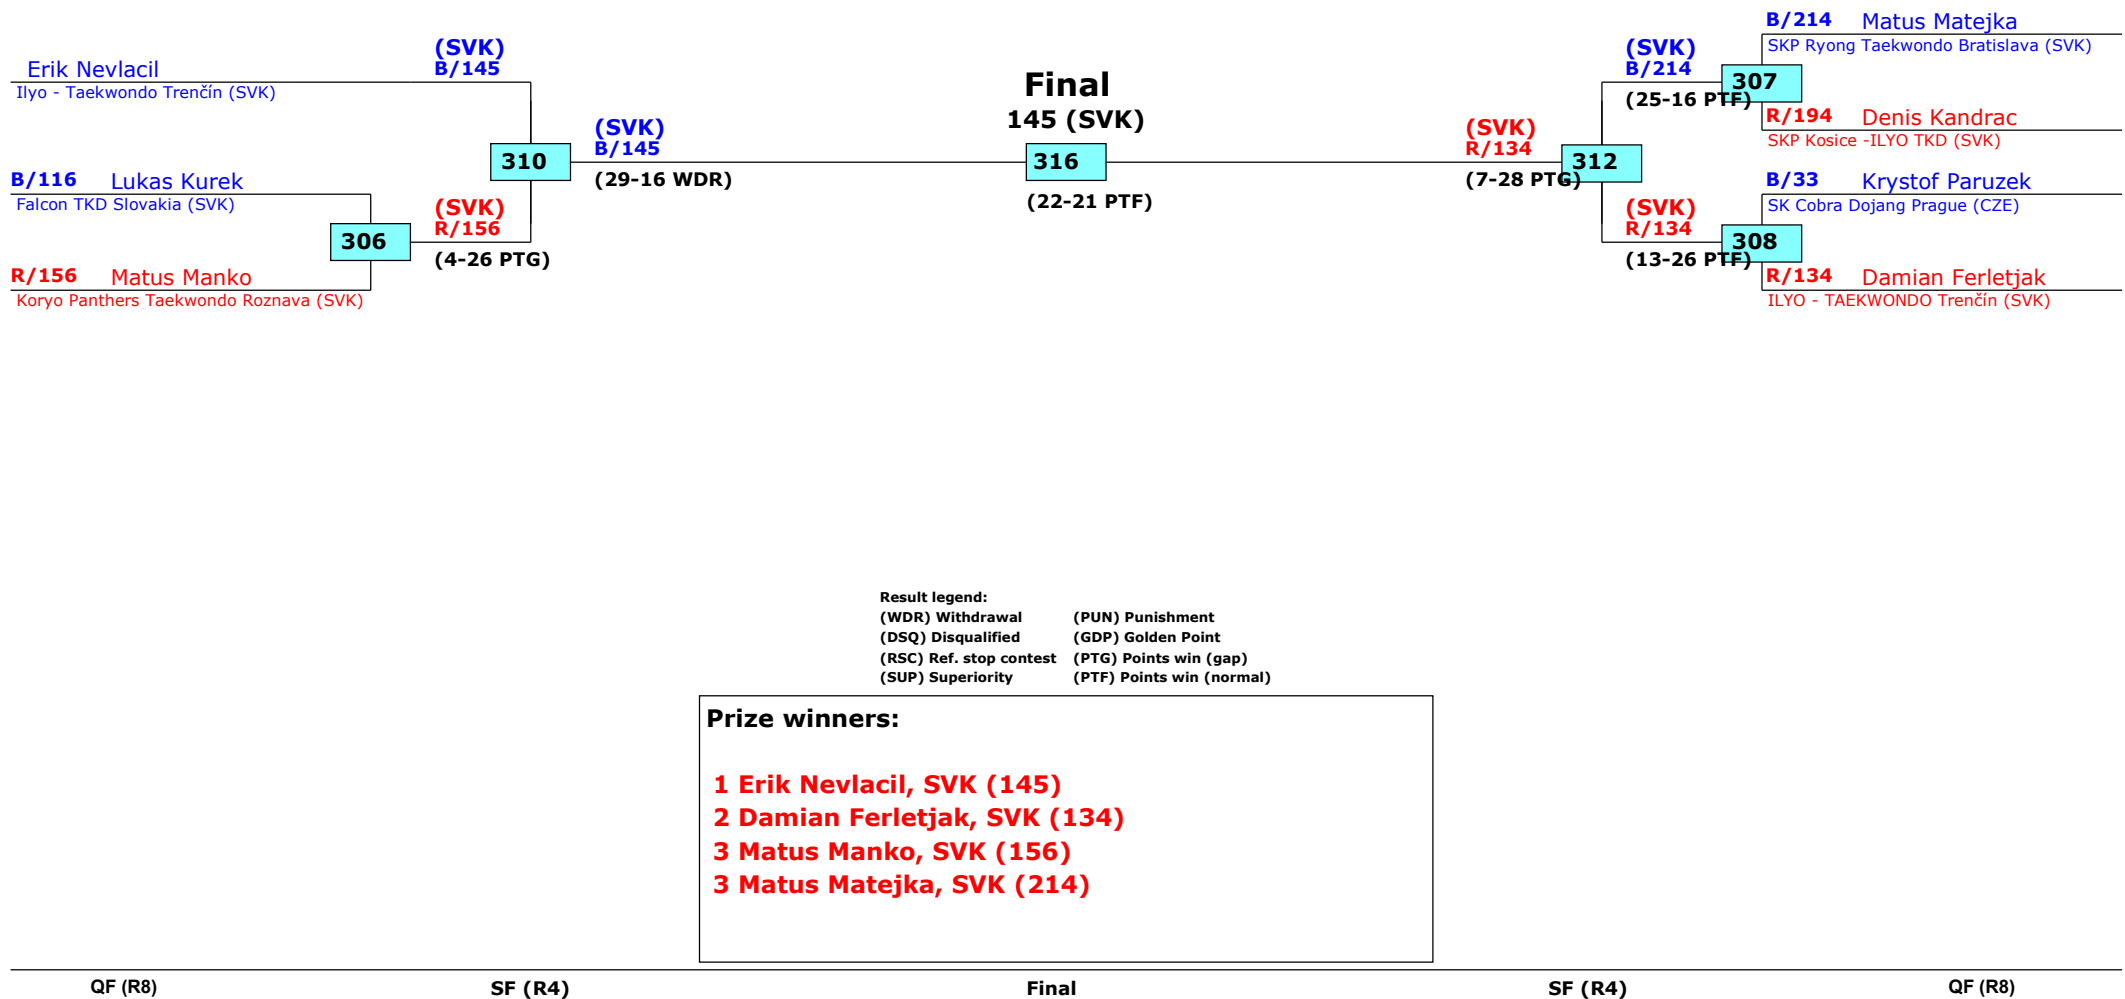 Erik Nevlacil
Ilyo - Taekwondo Trenčín (SVK)
(SVK)
B/145
B/116 Lukas Kurek
Falcon TKD Slovakia (SVK)
306
R/156 Matus Manko
Koryo Panthers Taekwondo Roznava (SVK)
(SVK)
R/156
(4-26 PTG)
310
(SVK)
B/145
(29-16 WDR)
Final
145 (SVK)
316
(22-21 PTF)
(SVK)
R/134
(7-28 PTG)
312
(SVK)
B/214
(25-16 PTF)
307
B/214 Matus Matejka
SKP Ryong Taekwondo Bratislava (SVK)
R/194 Denis Kandrac
SKP Kosice -ILYO TKD (SVK)
(SVK)
R/134
(13-26 PTF)
308
B/33 Krystof Paruzek
SK Cobra Dojang Prague (CZE)
R/134 Damian Ferletjak
ILYO - TAEKWONDO Trenčín (SVK)
Result legend:
(WDR) Withdrawal (PUN) Punishment
(DSQ) Disqualified (GDP) Golden Point
(RSC) Ref. stop contest (PTG) Points win (gap)
(SUP) Superiority (PTF) Points win (normal)
Prize winners:
1 Erik Nevlacil, SVK (145)
2 Damian Ferletjak, SVK (134)
3 Matus Manko, SVK (156)
3 Matus Matejka, SVK (214)
QF (R8) SF (R4) Final SF (R4) QF (R8)